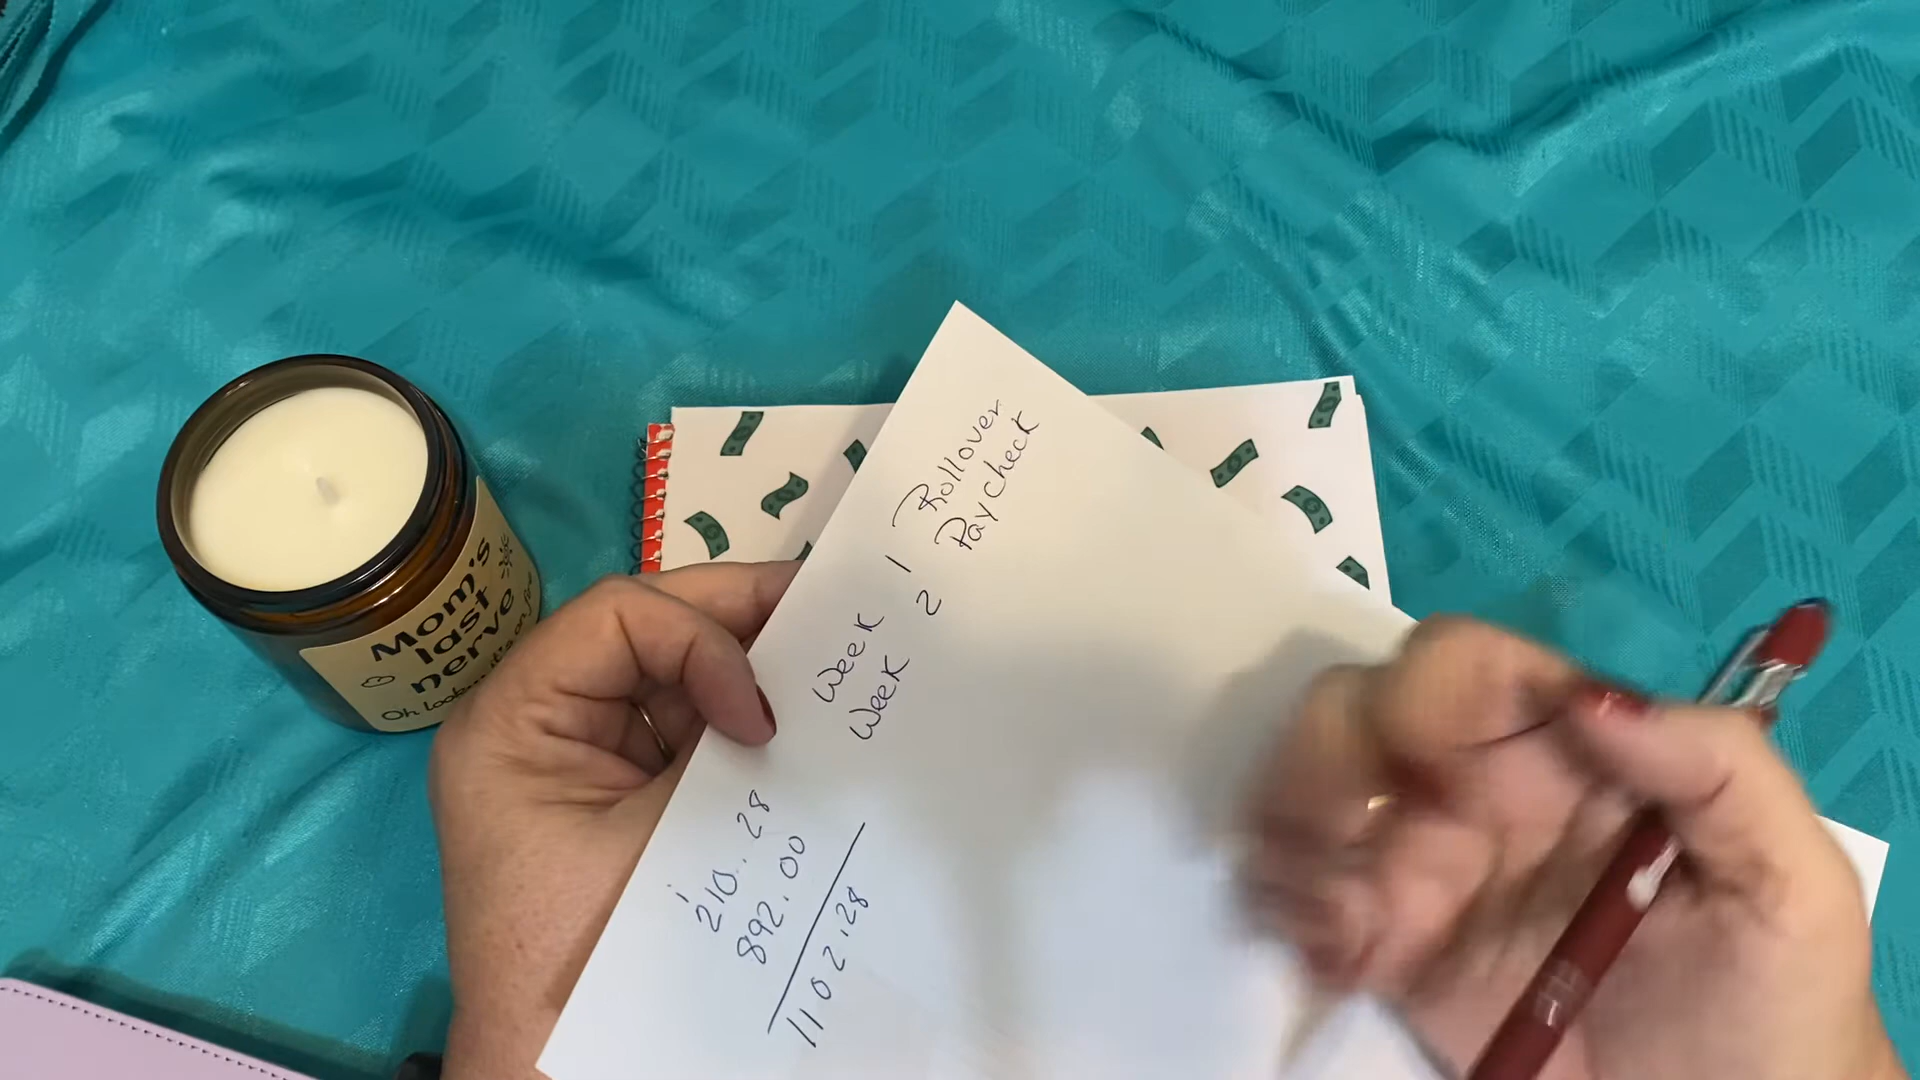 210.28 Week 1 Rollover
892.00 Week 2 Paycheck
1102.28
Mom's
last
nerve